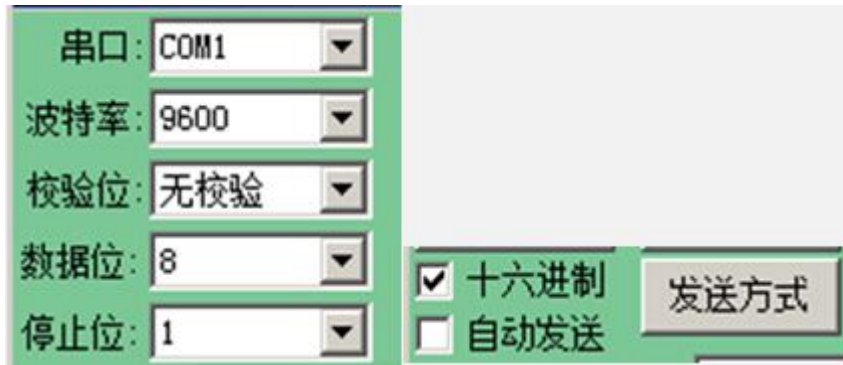 串口: COM1
波特率: 9600
校验位: 无校验
数据位: 8
停止位: 1
十六进制
自动发送
发送方式